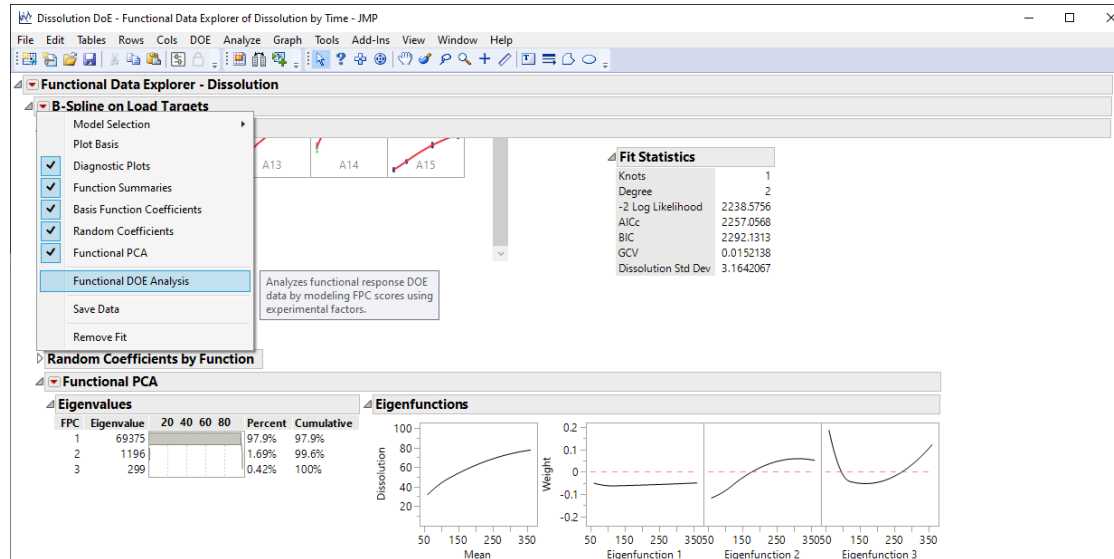 Dissolution DoE - Functional Data Explorer of Dissolution by Time - JMP
File Edit Tables Rows Cols DOE Analyze Graph Tools Add-Ins View Window Help
Functional Data Explorer - Dissolution
B-Spline on Load Targets
Model Selection
Plot Basis
Diagnostic Plots
Function Summaries
Basis Function Coefficients
Random Coefficients
Functional PCA
Functional DOE Analysis
Save Data
Remove Fit
Analyzes functional response DOE
data by modeling FPC scores using
experimental factors.
A13 A14 A15
Fit Statistics
Knots 1
Degree 2
-2 Log Likelihood 2238.5756
AICc 2257.0568
BIC 2292.1313
GCV 0.0152138
Dissolution Std Dev 3.1642067
Random Coefficients by Function
Functional PCA
Eigenvalues
FPC Eigenvalue 20 40 60 80 Percent Cumulative
1 69375 97.9% 97.9%
2 1196 1.69% 99.6%
3 299 0.42% 100%
Eigenfunctions
Dissolution
100
80
60
40
20
50 150 250 350
Mean
Weight
0.2
0.1
0
-0.1
-0.2
50 150 250 350
Eigenfunction 1
50 150 250 350
Eigenfunction 2
50 150 250 350
Eigenfunction 3